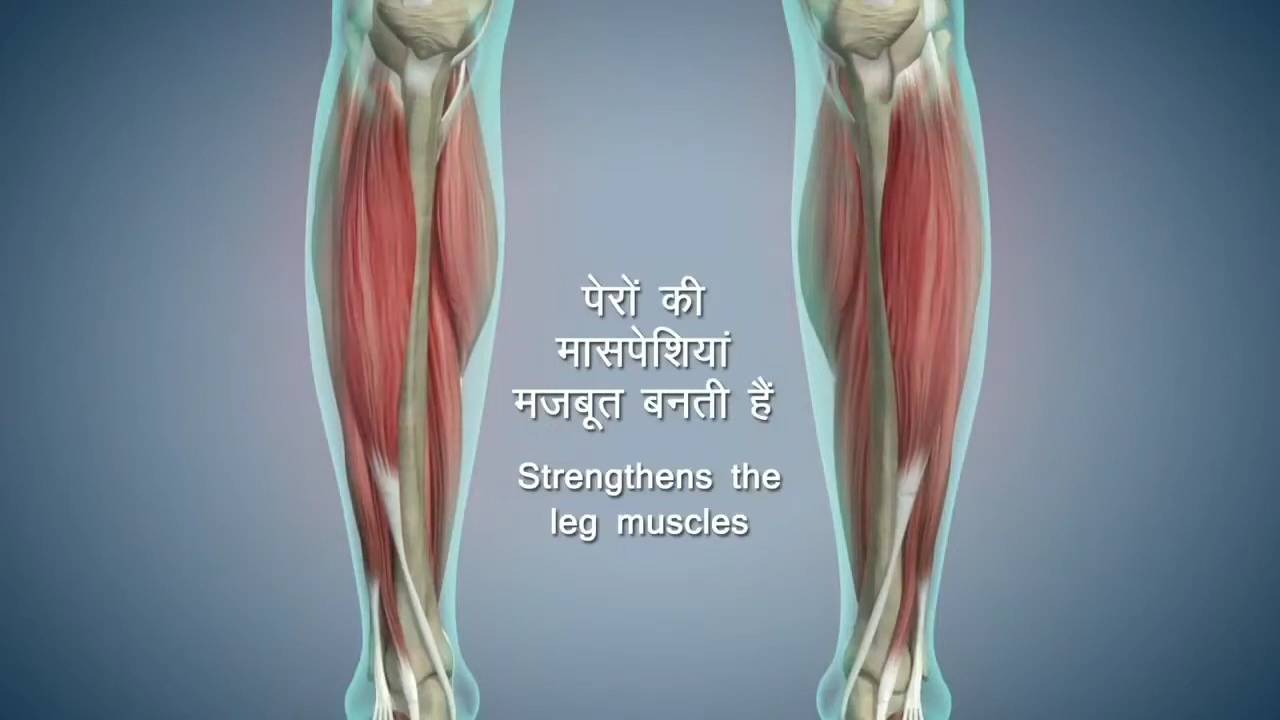 पेरों की
मासपेशियां
मजबूत बनती हैं
Strengthens the
leg muscles